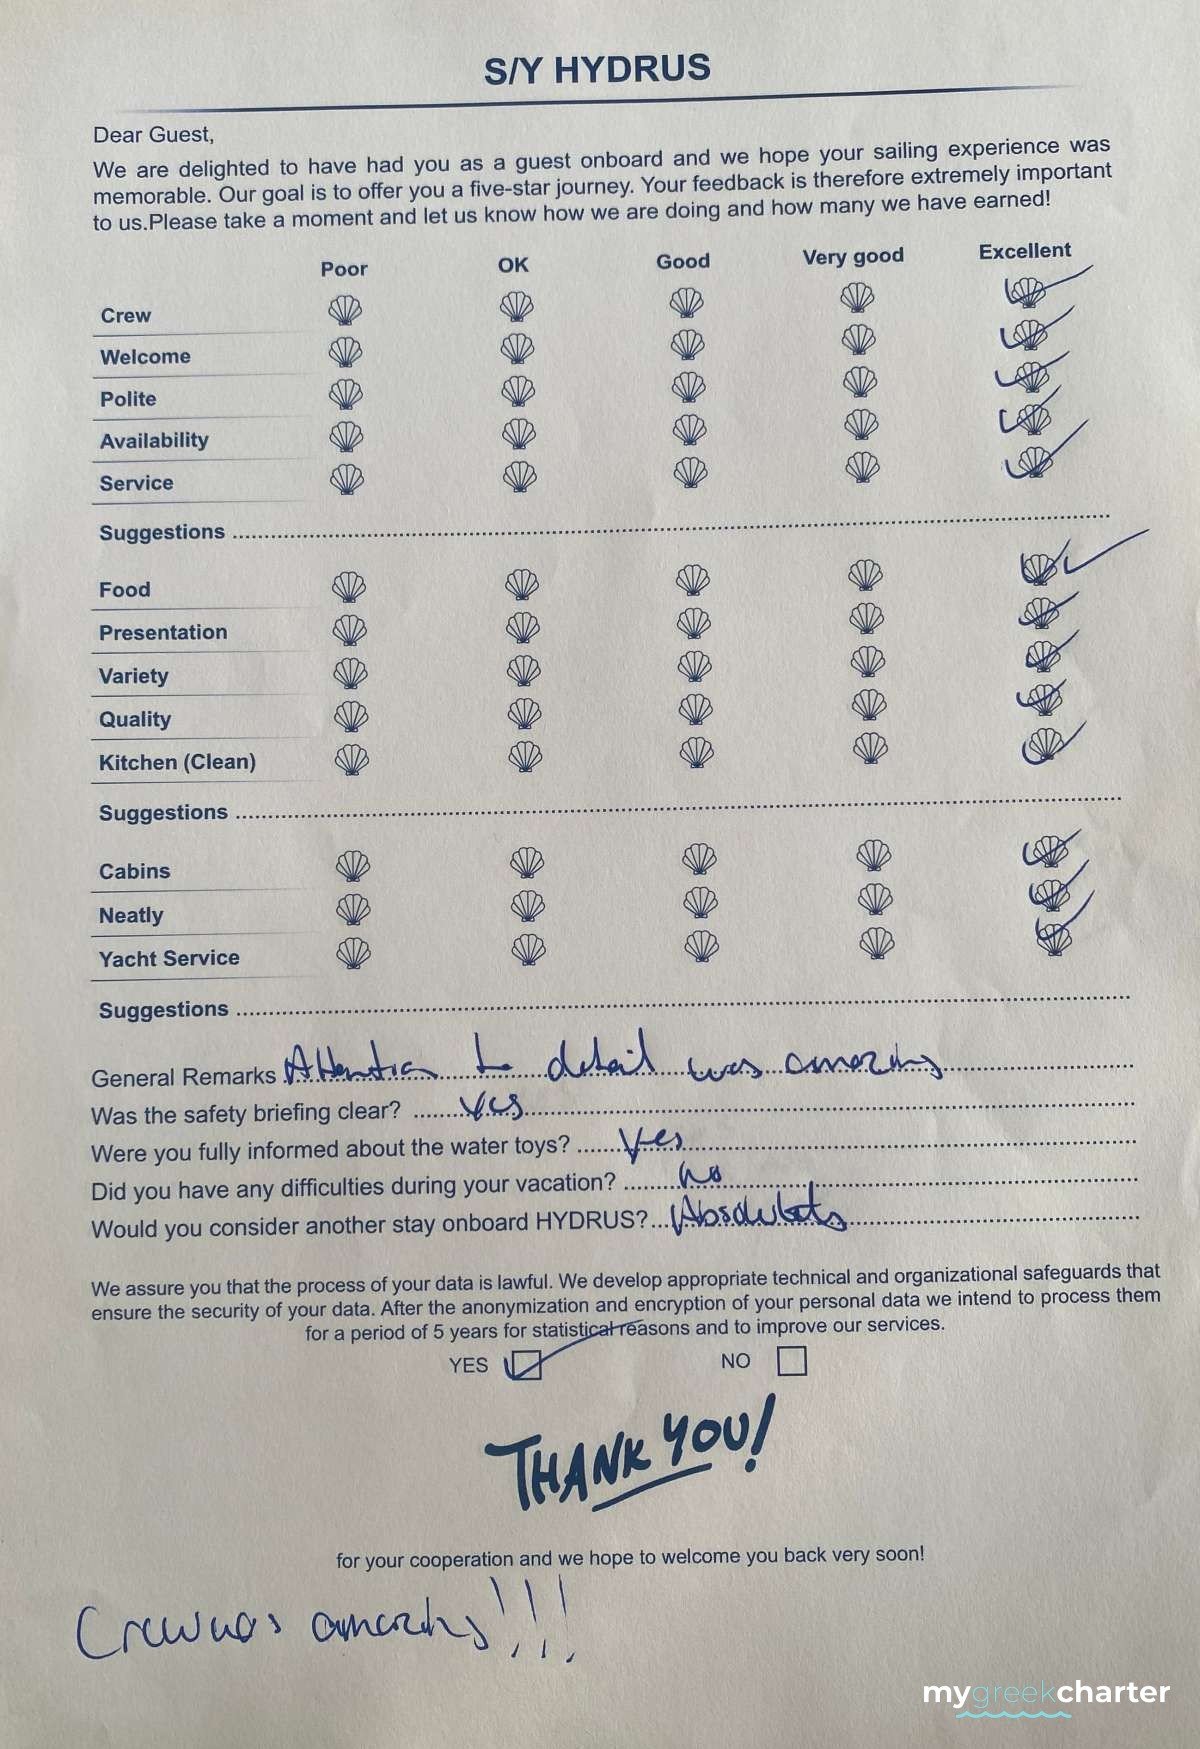 S/Y HYDRUS
Dear Guest,
We are delighted to have had you as a guest onboard and we hope your sailing experience was
memorable. Our goal is to offer you a five-star journey. Your feedback is therefore extremely important
to us.Please take a moment and let us know how we are doing and how many we have earned!
Poor OK Good Very good Excellent
Crew
Welcome
Polite
Availability
Service
Suggestions
Food
Presentation
Variety
Quality
Kitchen (Clean)
Suggestions
Cabins
Neatly
Yacht Service
Suggestions
General Remarks Attention to detail was amazing
Was the safety briefing clear? Yes
Were you fully informed about the water toys? Yes
Did you have any difficulties during your vacation? No
Would you consider another stay onboard HYDRUS? Absolutely
We assure you that the process of your data is lawful. We develop appropriate technical and organizational safeguards that
ensure the security of your data. After the anonymization and encryption of your personal data we intend to process them
for a period of 5 years for statistical reasons and to improve our services.
YES NO
THANK YOU!
for your cooperation and we hope to welcome you back very soon!
Crew was amazing!!!
mygreekcharter